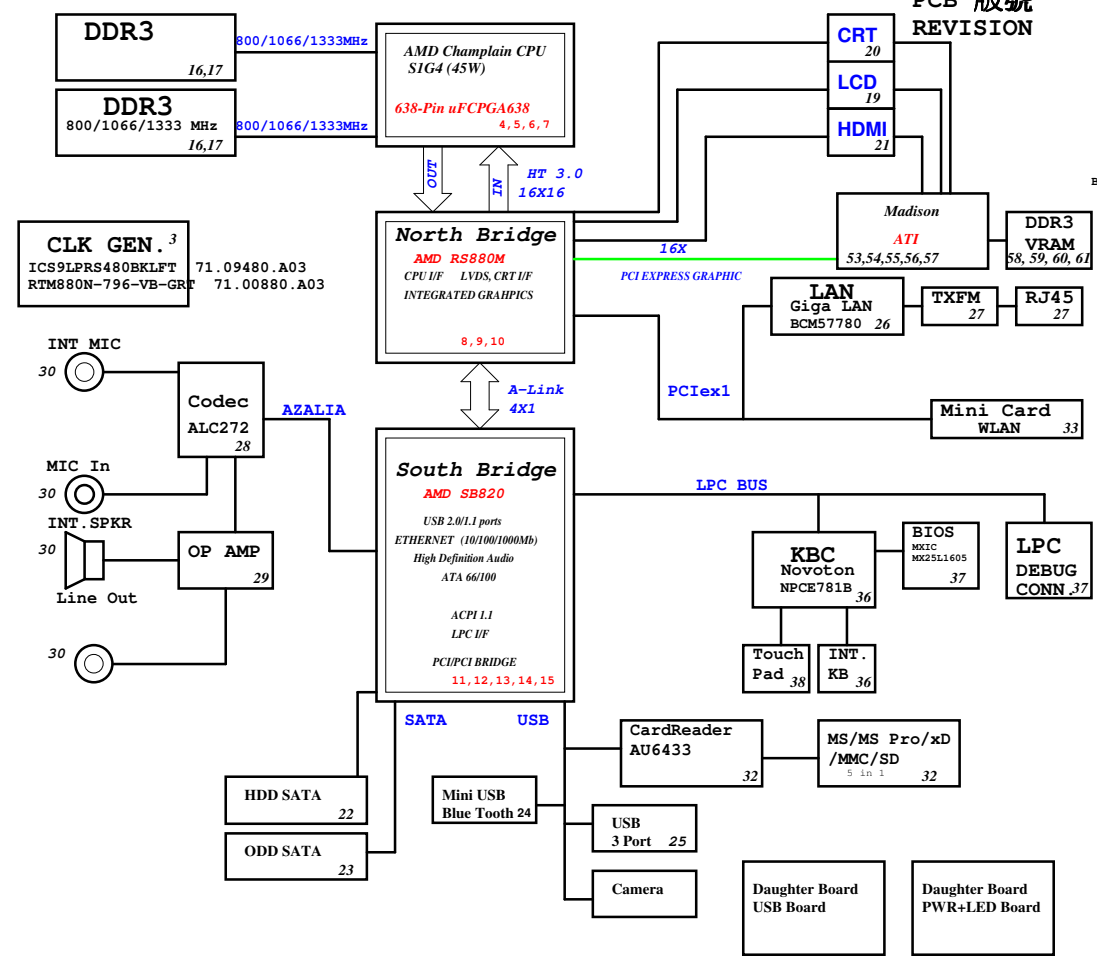 PCB 版號
REVISION
DDR3
16,17
800/1066/1333MHz
DDR3
800/1066/1333 MHz
16,17
800/1066/1333MHz
AMD Champlain CPU
S1G4 (45W)
638-Pin uFCPGA638
4,5,6,7
CRT
20
LCD
19
HDMI
21
OUT
IN
HT 3.0
16X16
CLK GEN. 3
ICS9LPRS480BKLFT 71.09480.A03
RTM880N-796-VB-GRT 71.00880.A03
North Bridge
AMD RS880M
CPU I/F LVDS, CRT I/F
INTEGRATED GRAHPICS
8,9,10
16X
PCI EXPRESS GRAPHIC
Madison
ATI
53,54,55,56,57
DDR3
VRAM
58, 59, 60, 61
B
LAN
Giga LAN
BCM57780 26
TXFM
27
RJ45
27
PCIex1
Mini Card
WLAN 33
A-Link
4X1
INT MIC
30
Codec
ALC272
28
AZALIA
MIC In
30
INT.SPKR
30
Line Out
OP AMP
29
30
South Bridge
AMD SB820
USB 2.0/1.1 ports
ETHERNET (10/100/1000Mb)
High Definition Audio
ATA 66/100
ACPI 1.1
LPC I/F
PCI/PCI BRIDGE
11,12,13,14,15
LPC BUS
KBC
Novoton
NPCE781B
36
BIOS
MXIC
MX25L1605
37
LPC
DEBUG
CONN.
37
Touch
Pad 38
INT.
KB 36
SATA
USB
HDD SATA
22
ODD SATA
23
Mini USB
Blue Tooth 24
CardReader
AU6433
32
MS/MS Pro/xD
/MMC/SD
5 in 1
32
USB
3 Port 25
Camera
Daughter Board
USB Board
Daughter Board
PWR+LED Board